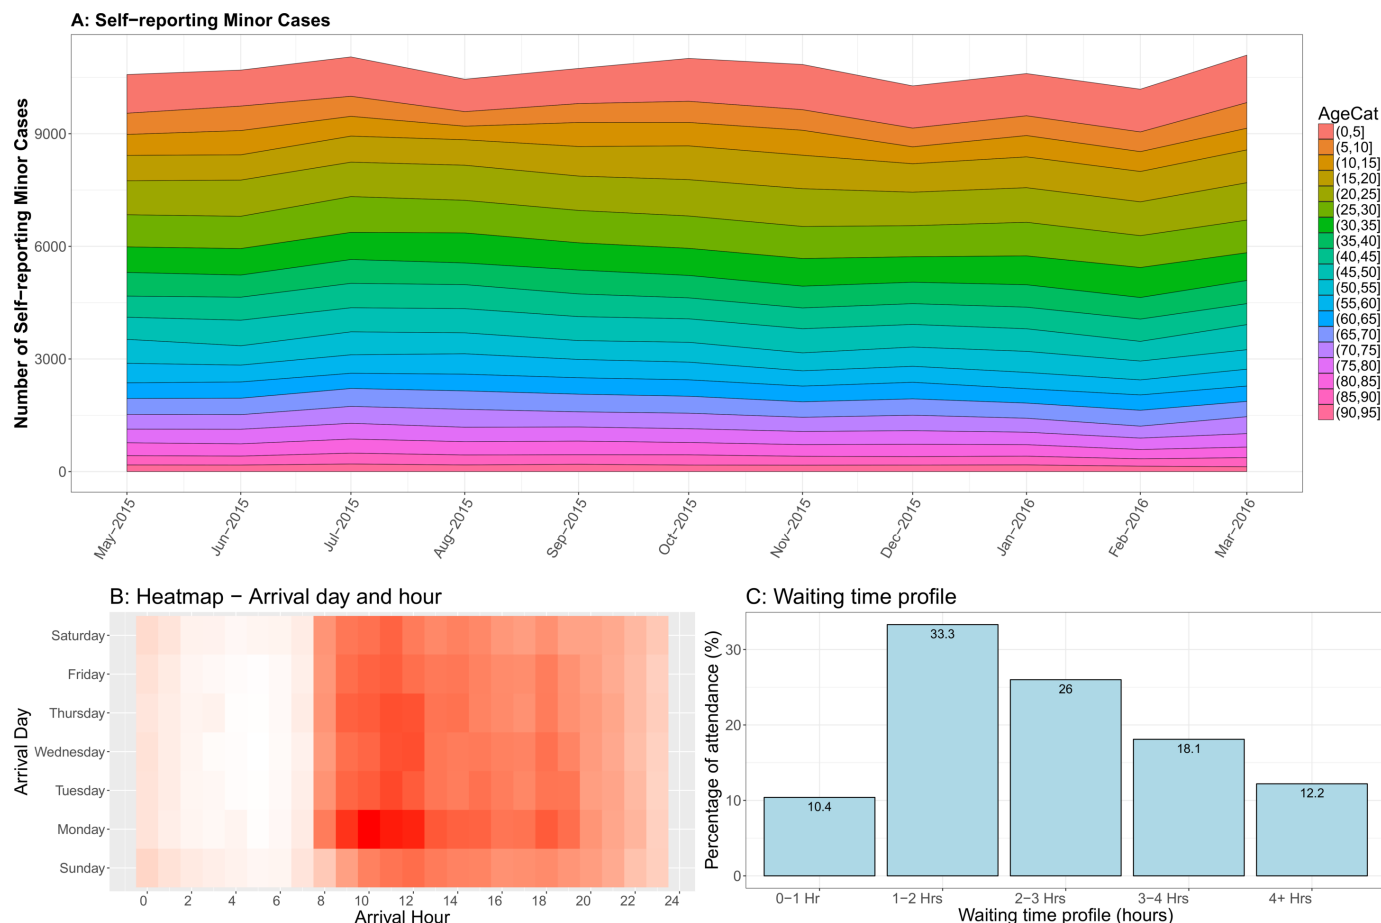 A: Self−reporting Minor Cases
Number of Self−reporting Minor Cases
9000
6000
3000
0
May−2015
Jun−2015
Jul−2015
Aug−2015
Sep−2015
Oct−2015
Nov−2015
Dec−2015
Jan−2016
Feb−2016
Mar−2016
AgeCat
(0,5]
(5,10]
(10,15]
(15,20]
(20,25]
(25,30]
(30,35]
(35,40]
(40,45]
(45,50]
(50,55]
(55,60]
(60,65]
(65,70]
(70,75]
(75,80]
(80,85]
(85,90]
(90,95]
B: Heatmap − Arrival day and hour
Arrival Day
Saturday
Friday
Thursday
Wednesday
Tuesday
Monday
Sunday
0 2 4 6 8 10 12 14 16 18 20 22 24
Arrival Hour
C: Waiting time profile
Percentage of attendance (%)
30
20
10
0
10.4
33.3
26
18.1
12.2
0−1 Hr 1−2 Hrs 2−3 Hrs 3−4 Hrs 4+ Hrs
Waiting time profile (hours)